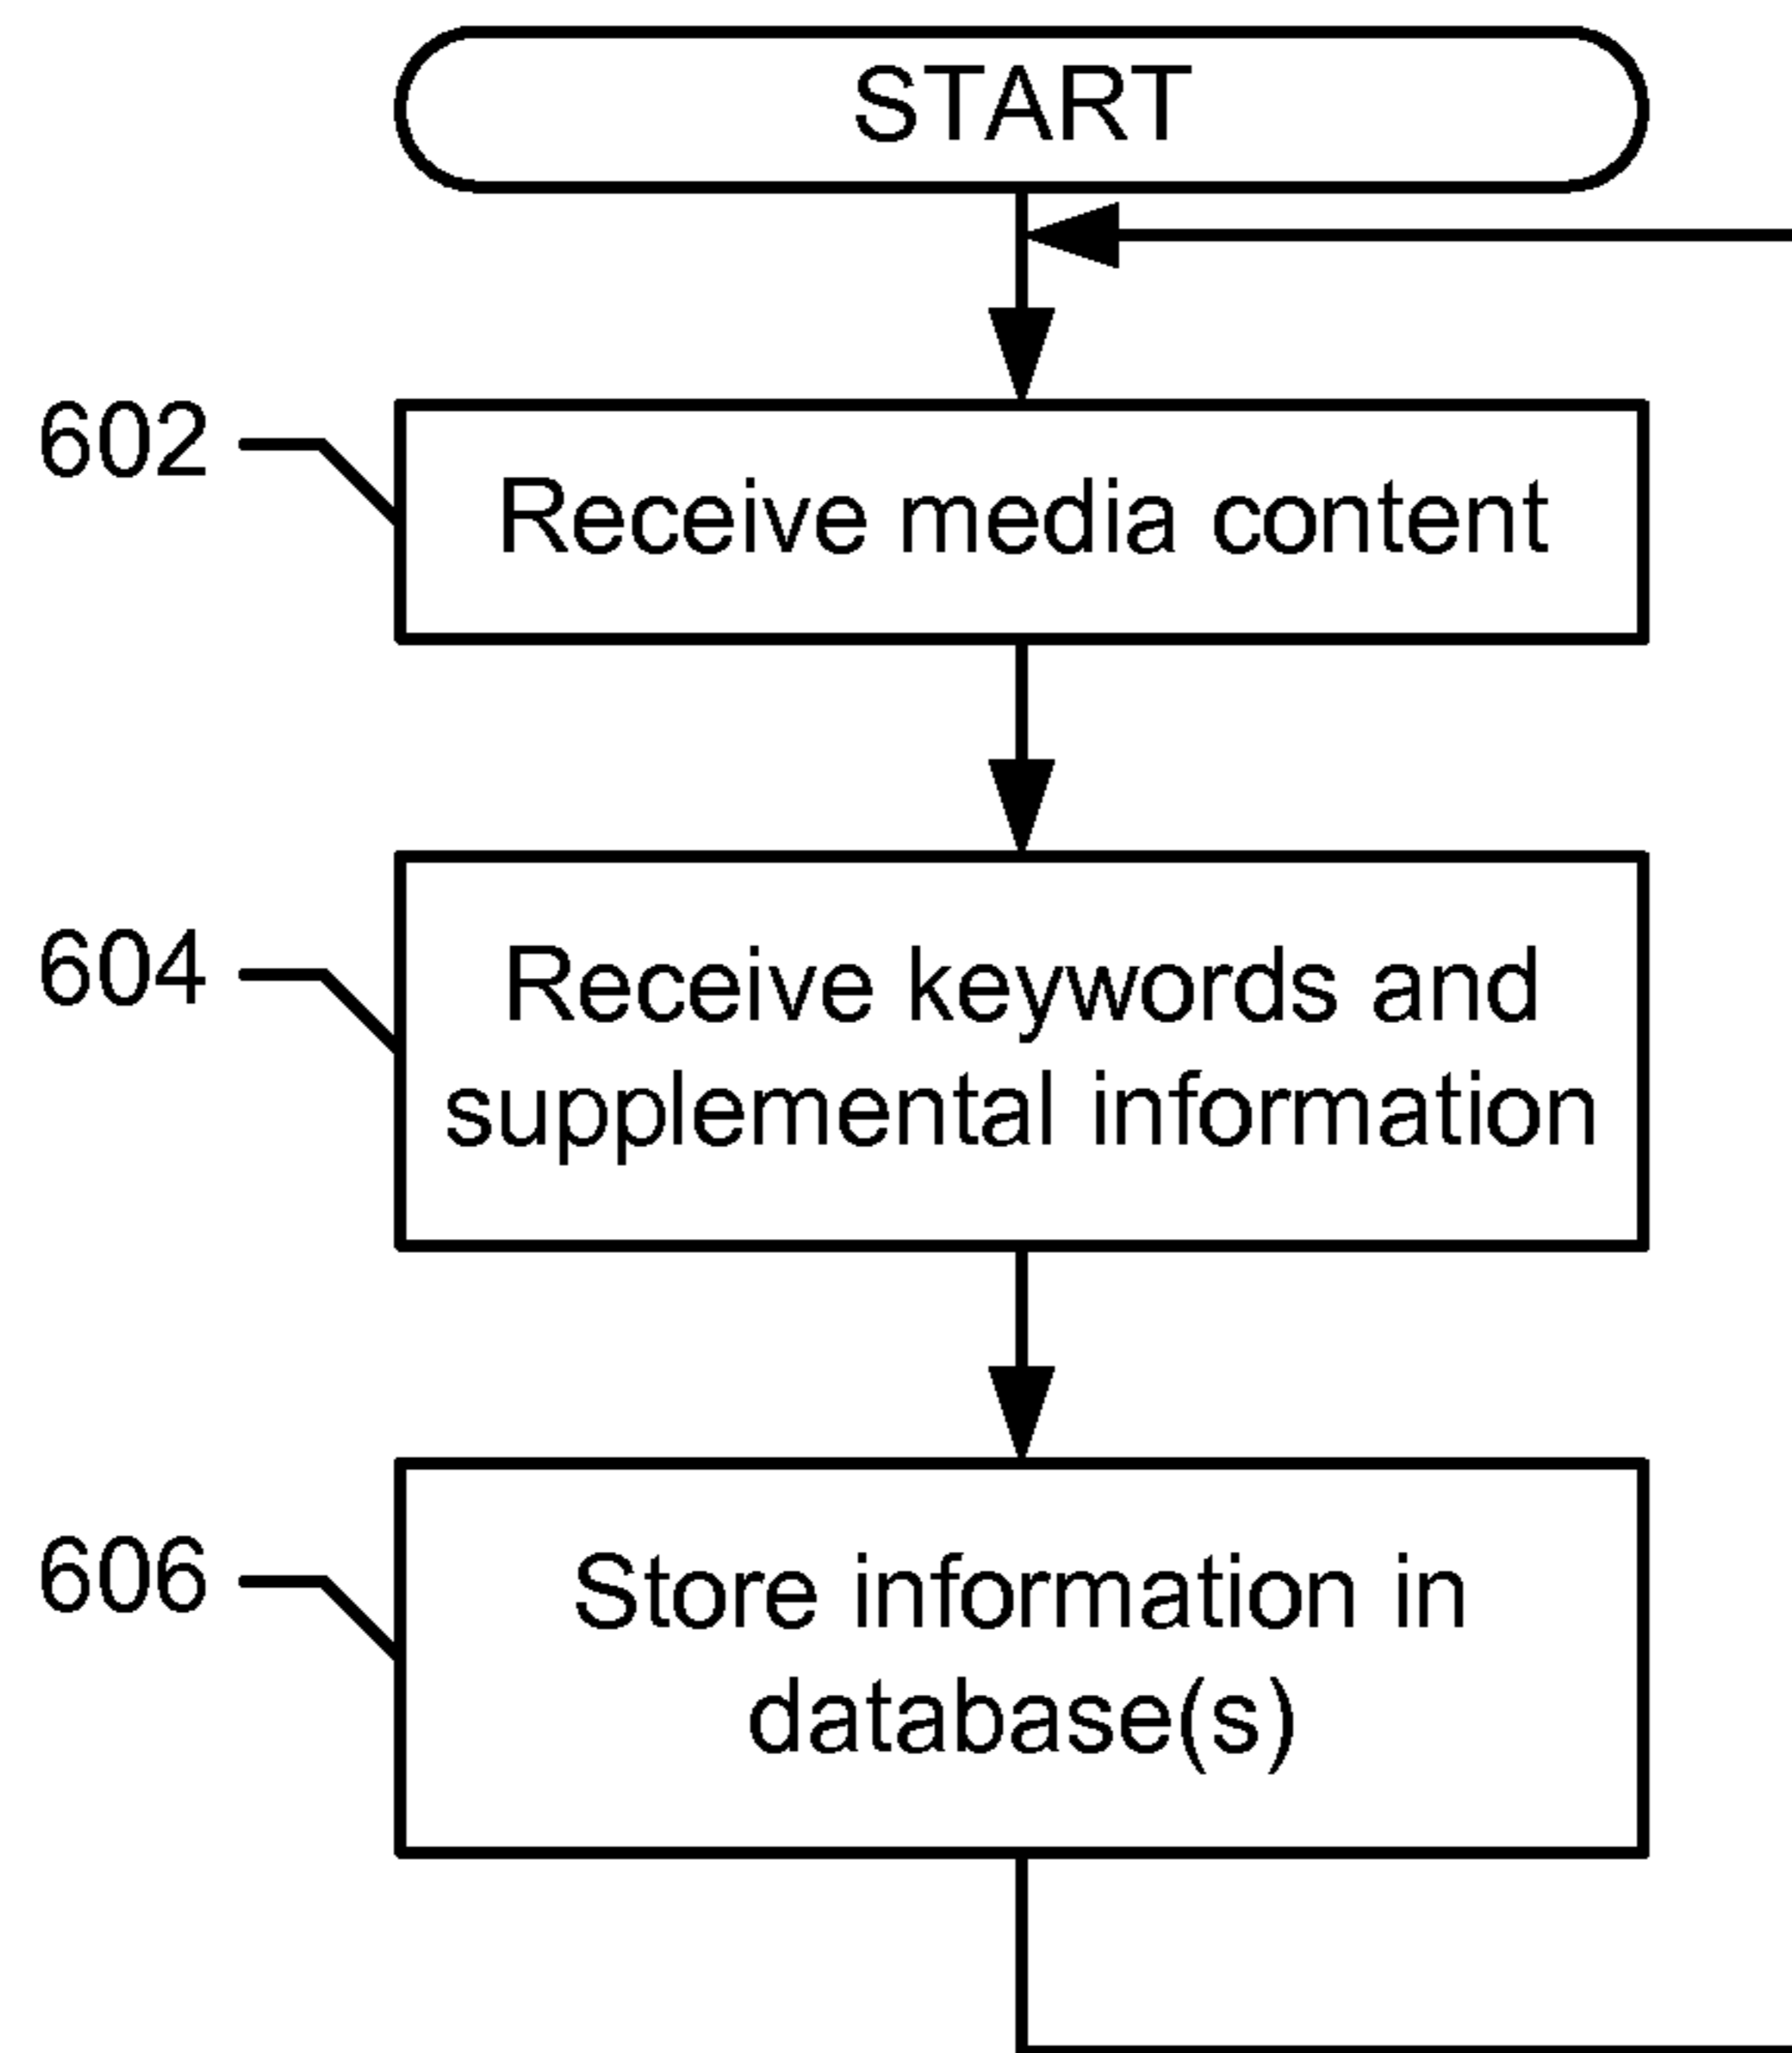 START
602
Receive media content
604
Receive keywords and
supplemental information
606
Store information in
database(s)